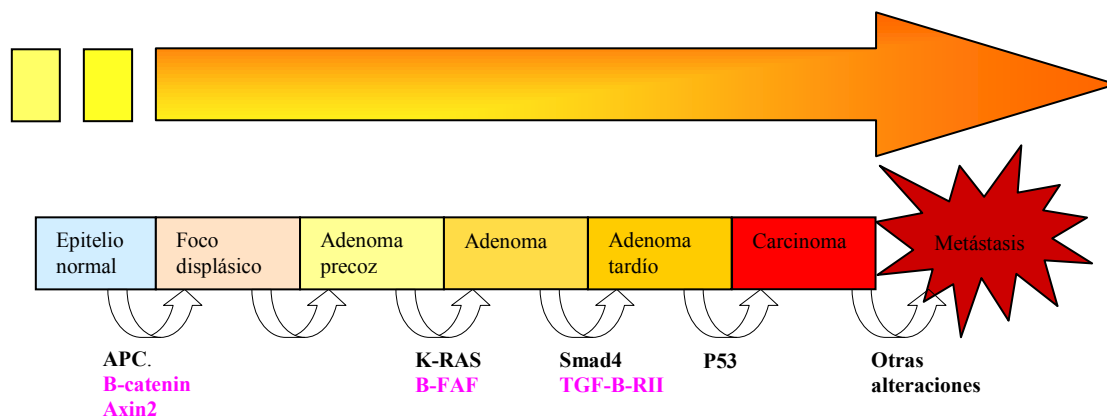 Epitelio
normal
Foco
displásico
Adenoma
precoz
Adenoma
Adenoma
tardío
Carcinoma
Metástasis
APC.
B-catenin
Axin2
K-RAS
B-FAF
Smad4
TGF-B-RII
P53
Otras
alteraciones